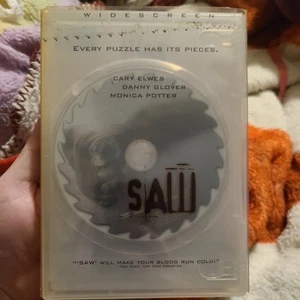 WIDESCREEN
EVERY PUZZLE HAS ITS PIECES.
CARY ELWES
DANNY GLOVER
MONICA POTTER
SAW
"'SAW' WILL MAKE YOUR BLOOD RUN COLD!"